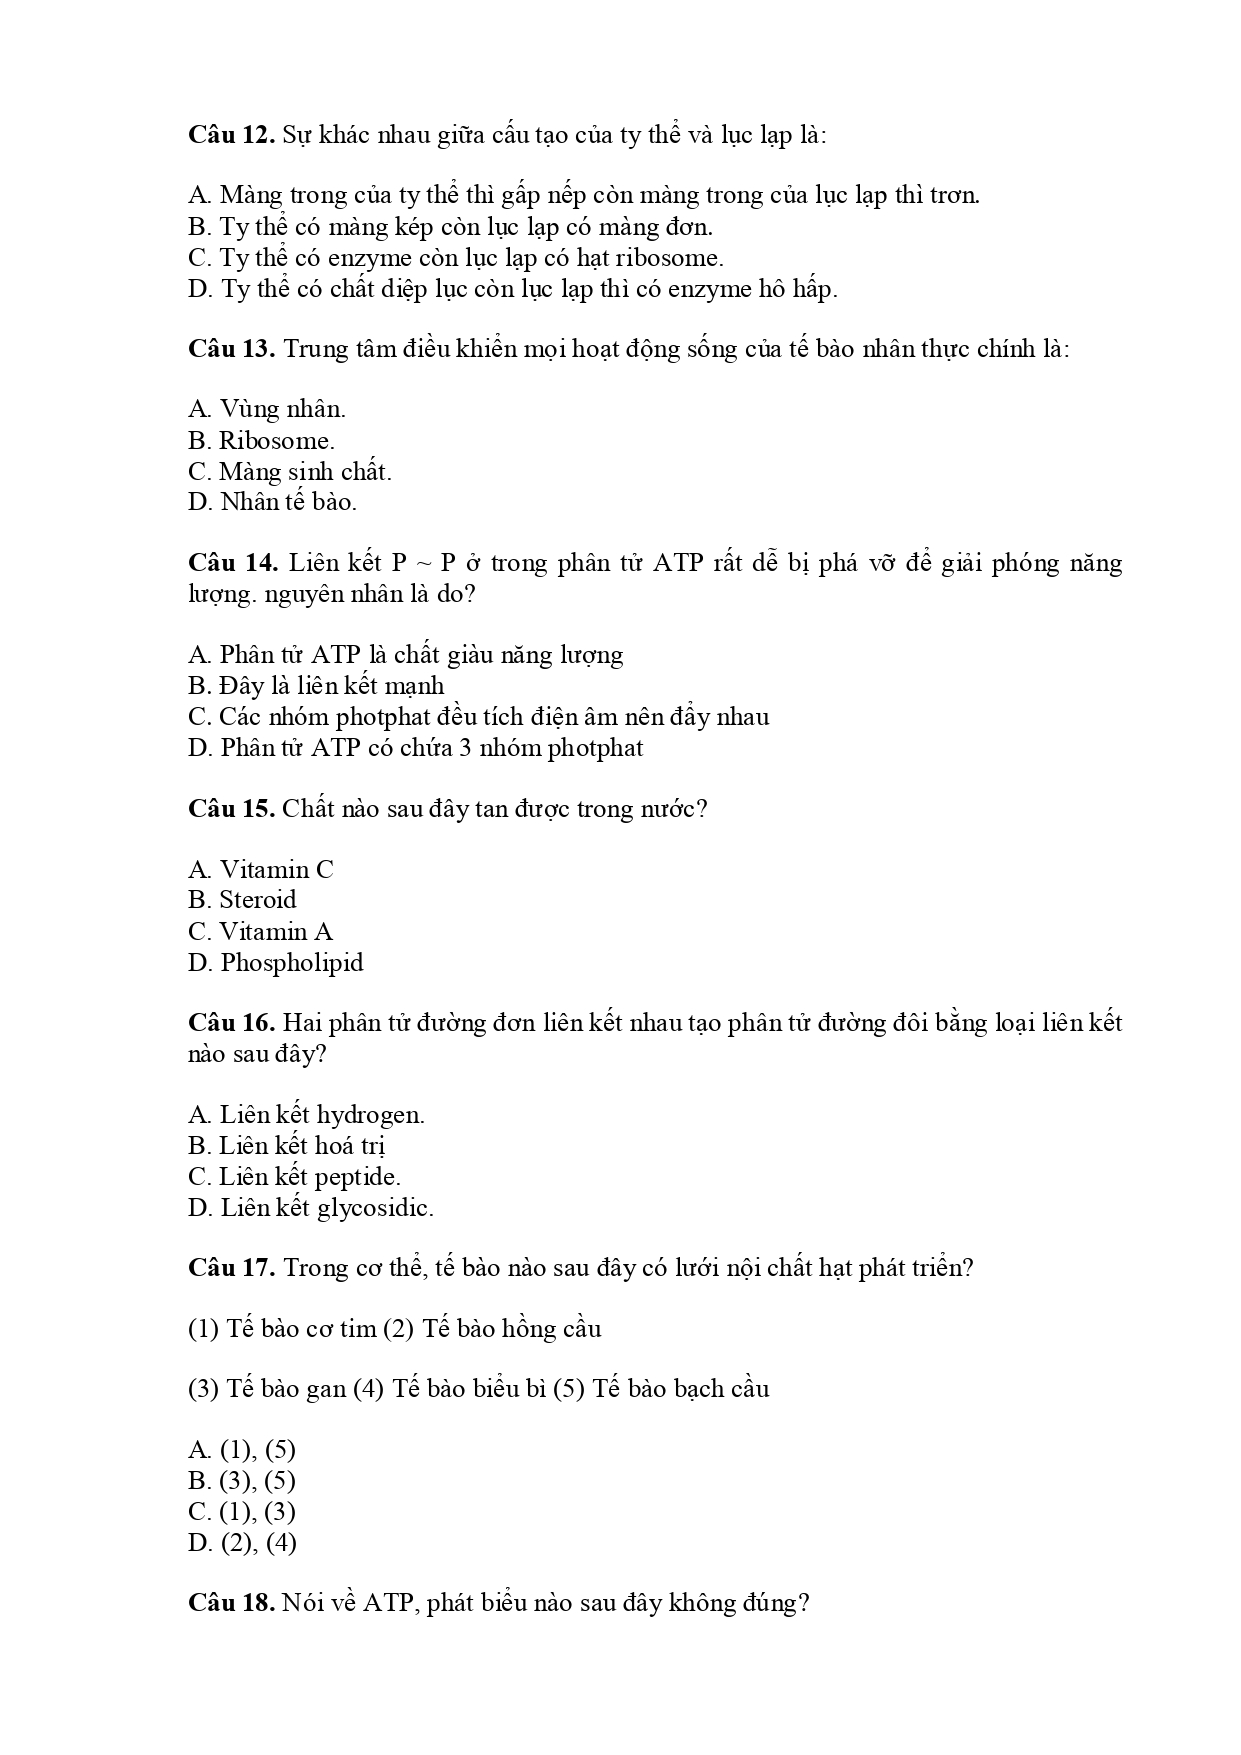 Câu 12. Sự khác nhau giữa cấu tạo của ty thể và lục lạp là:
A. Màng trong của ty thể thì gấp nếp còn màng trong của lục lạp thì trơn.
B. Ty thể có màng kép còn lục lạp có màng đơn.
C. Ty thể có enzyme còn lục lạp có hạt ribosome.
D. Ty thể có chất diệp lục còn lục lạp thì có enzyme hô hấp.
Câu 13. Trung tâm điều khiển mọi hoạt động sống của tế bào nhân thực chính là:
A. Vùng nhân.
B. Ribosome.
C. Màng sinh chất.
D. Nhân tế bào.
Câu 14. Liên kết P ~ P ở trong phân tử ATP rất dễ bị phá vỡ để giải phóng năng
lượng. nguyên nhân là do?
A. Phân tử ATP là chất giàu năng lượng
B. Đây là liên kết mạnh
C. Các nhóm photphat đều tích điện âm nên đẩy nhau
D. Phân tử ATP có chứa 3 nhóm photphat
Câu 15. Chất nào sau đây tan được trong nước?
A. Vitamin C
B. Steroid
C. Vitamin A
D. Phospholipid
Câu 16. Hai phân tử đường đơn liên kết nhau tạo phân tử đường đôi bằng loại liên kết
nào sau đây?
A. Liên kết hydrogen.
B. Liên kết hoá trị
C. Liên kết peptide.
D. Liên kết glycosidic.
Câu 17. Trong cơ thể, tế bào nào sau đây có lưới nội chất hạt phát triển?
(1) Tế bào cơ tim (2) Tế bào hồng cầu
(3) Tế bào gan (4) Tế bào biểu bì (5) Tế bào bạch cầu
A. (1), (5)
B. (3), (5)
C. (1), (3)
D. (2), (4)
Câu 18. Nói về ATP, phát biểu nào sau đây không đúng?